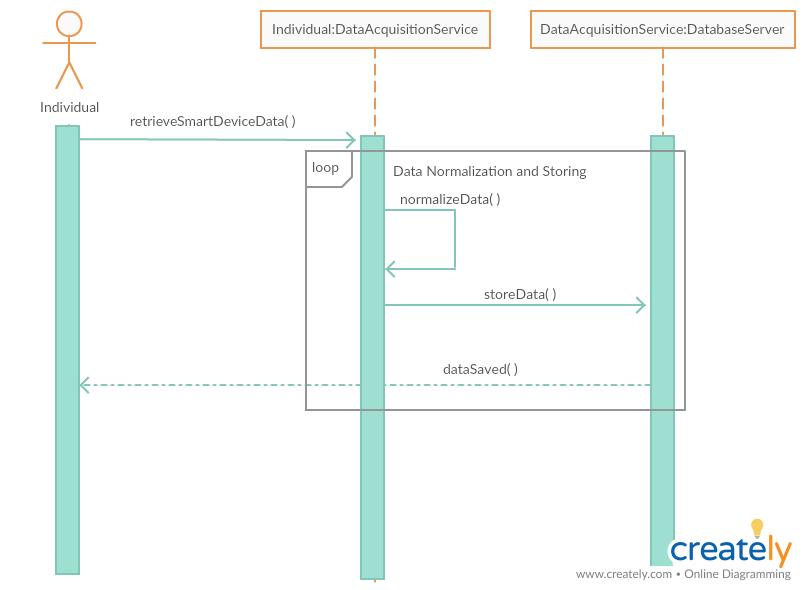 Individual:DataAcquisitionService
DataAcquisitionService:DatabaseServer
Individual
retrieveSmartDeviceData( )
loop
Data Normalization and Storing
normalizeData( )
storeData( )
dataSaved( )
creately
www.creately.com • Online Diagramming